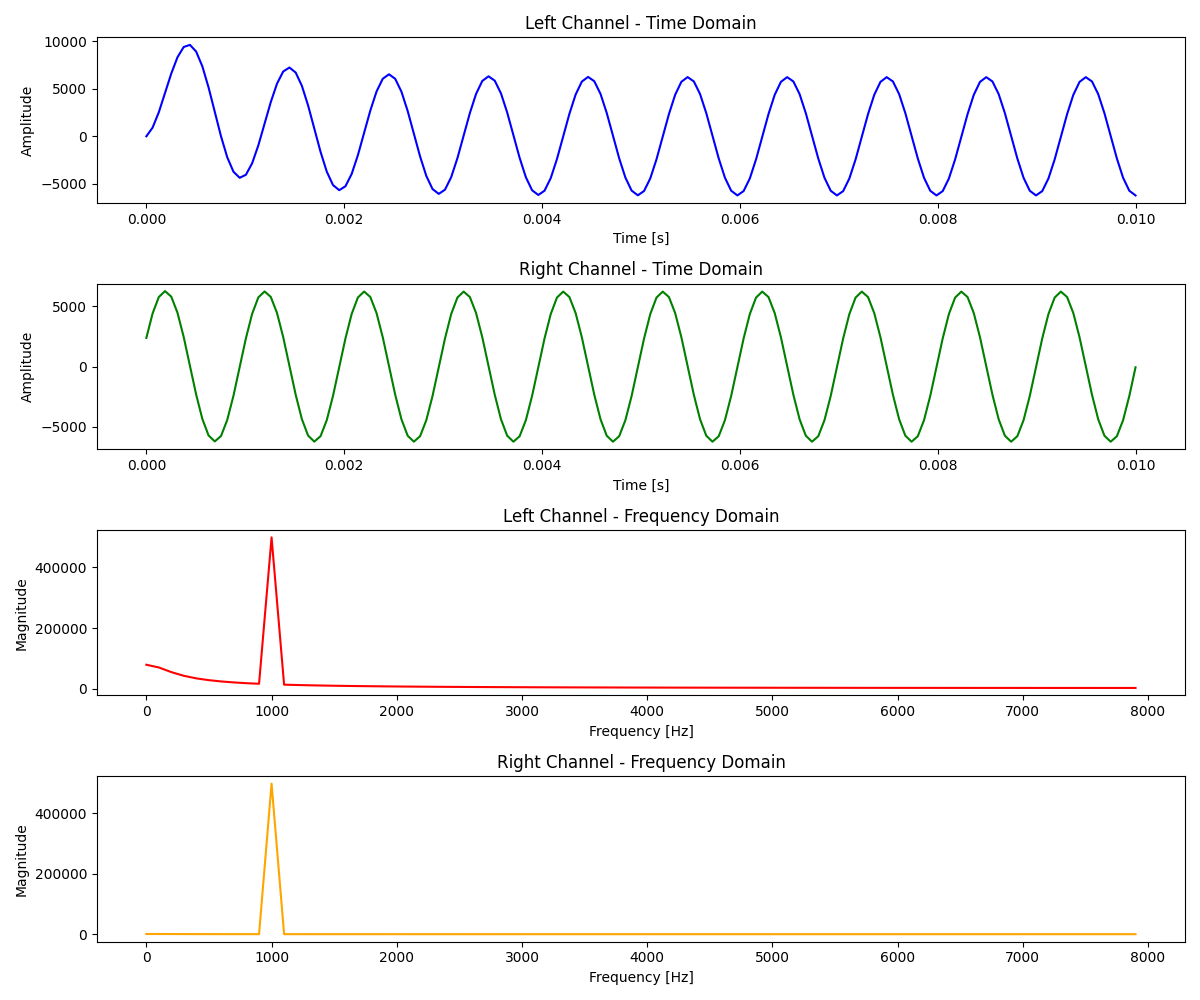 Left Channel - Time Domain
10000
5000
0
−5000
Amplitude
0.000 0.002 0.004 0.006 0.008 0.010
Time [s]
Right Channel - Time Domain
5000
0
−5000
Amplitude
0.000 0.002 0.004 0.006 0.008 0.010
Time [s]
Left Channel - Frequency Domain
400000
200000
0
Magnitude
0 1000 2000 3000 4000 5000 6000 7000 8000
Frequency [Hz]
Right Channel - Frequency Domain
400000
200000
0
Magnitude
0 1000 2000 3000 4000 5000 6000 7000 8000
Frequency [Hz]